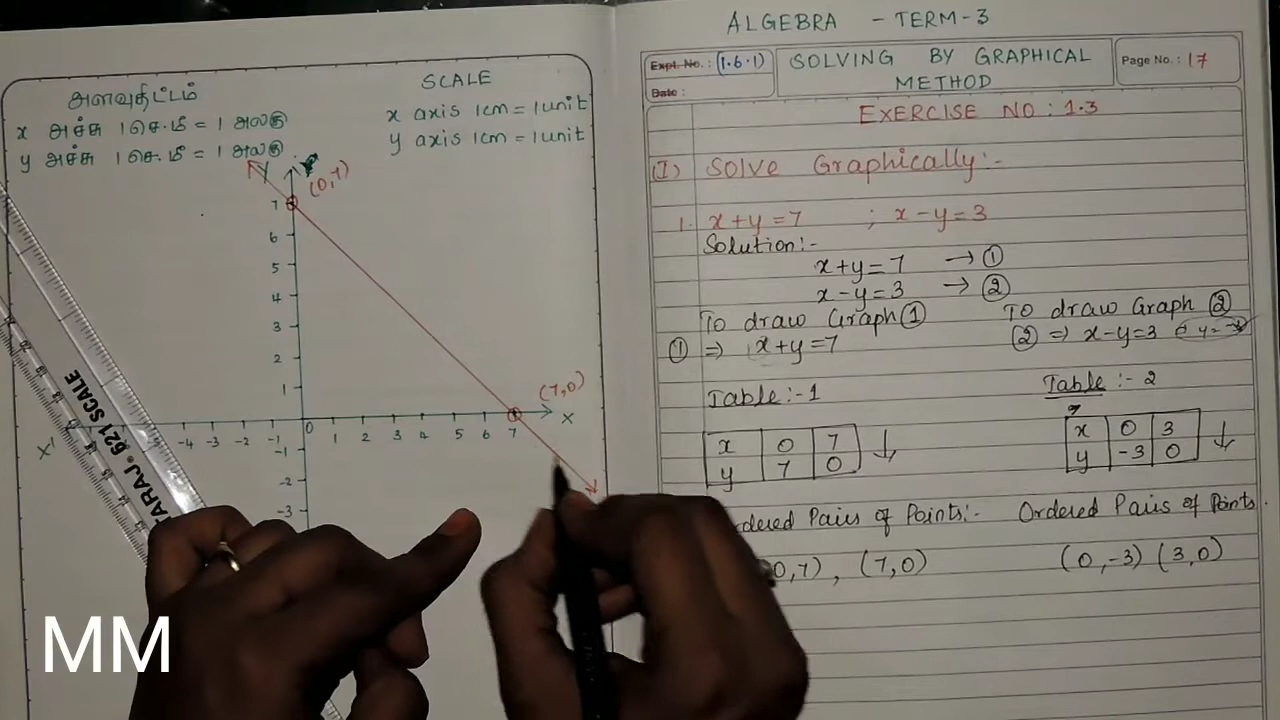 ALGEBRA - TERM-3
Expt. No. : (1.6.1)
Date :
SOLVING BY GRAPHICAL
METHOD
Page No. : 17
EXERCISE NO : 1.3
(I) Solve Graphically:-
1. x+y=7 ; x-y=3
Solution:-
x+y=7 → ①
x-y=3 → ②
To draw Graph ①
① ⇒ x+y=7
Table:-1
x 0 7
y 7 0
Ordered Pairs of Points:-
(0,7) , (7,0)
To draw Graph ②
② ⇒ x-y=3
Table :- 2
x 0 3
y -3 0
Ordered Pairs of Points
(0,-3) (3,0)
அளவுதிட்டம்
x அச்சு 1செ.மீ = 1 அலகு
y அச்சு 1செ.மீ = 1 அலகு
SCALE
x axis 1cm = 1unit
y axis 1cm = 1unit
Y
(0,7)
7
6
5
4
3
2
1
(7,0)
X' -4 -3 -2 -1 0 1 2 3 4 5 6 7 X
-1
-2
-3
621 SCALE
MM